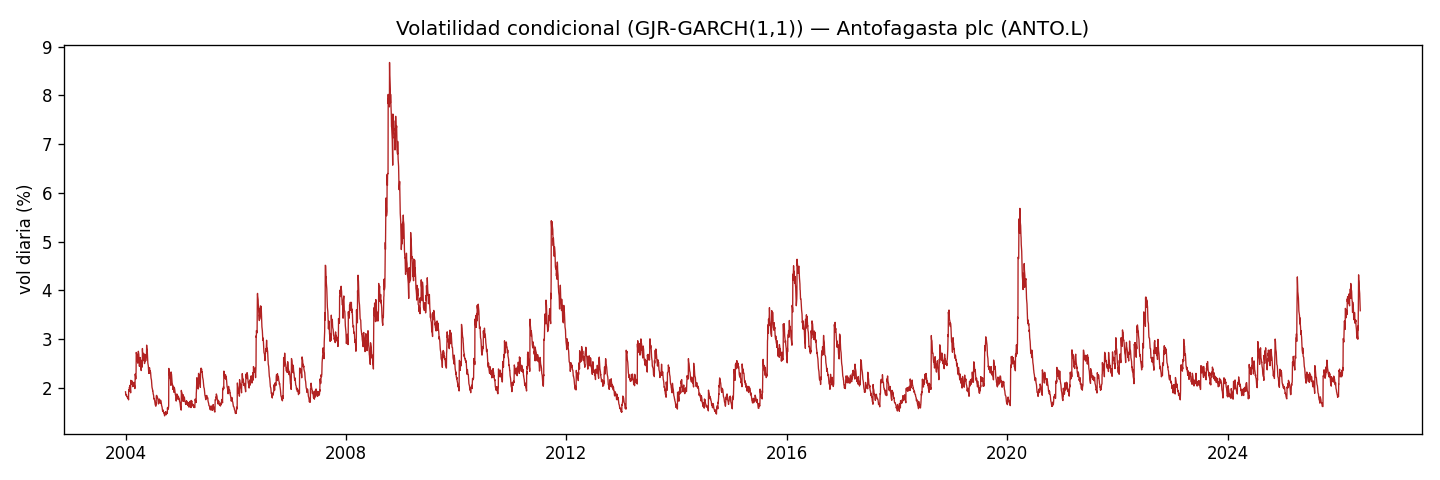 Volatilidad condicional (GJR-GARCH(1,1)) — Antofagasta plc (ANTO.L)
vol diaria (%)
9
8
7
6
5
4
3
2
2004 2008 2012 2016 2020 2024